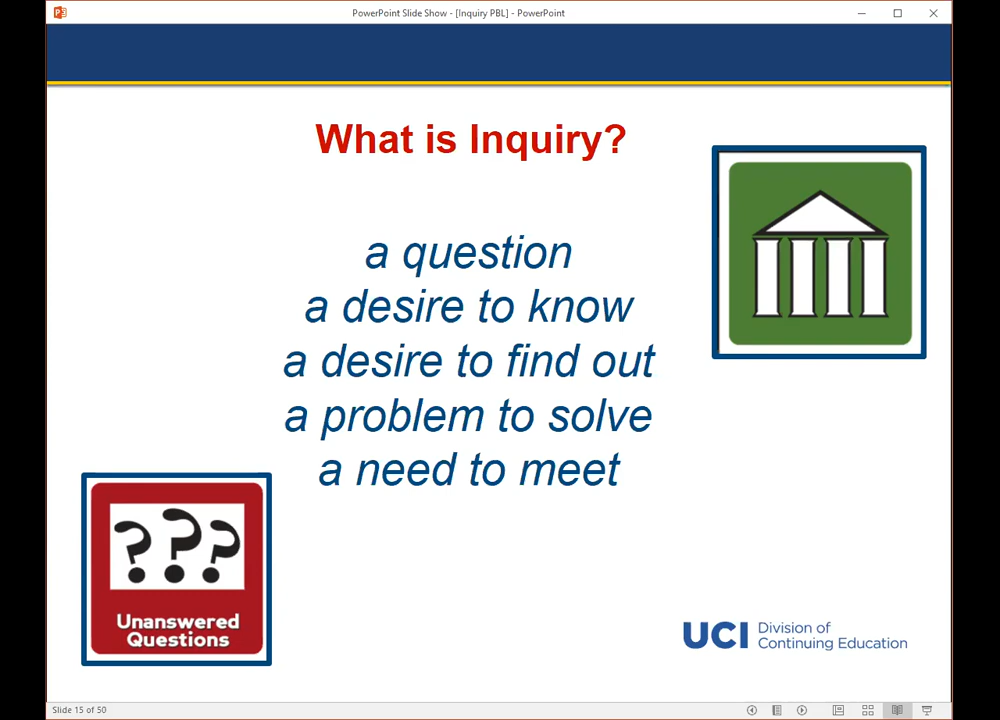 PowerPoint Slide Show - [Inquiry PBL] - PowerPoint
What is Inquiry?
a question
a desire to know
a desire to find out
a problem to solve
a need to meet
???
Unanswered
Questions
UCI Division of
Continuing Education
Slide 15 of 50